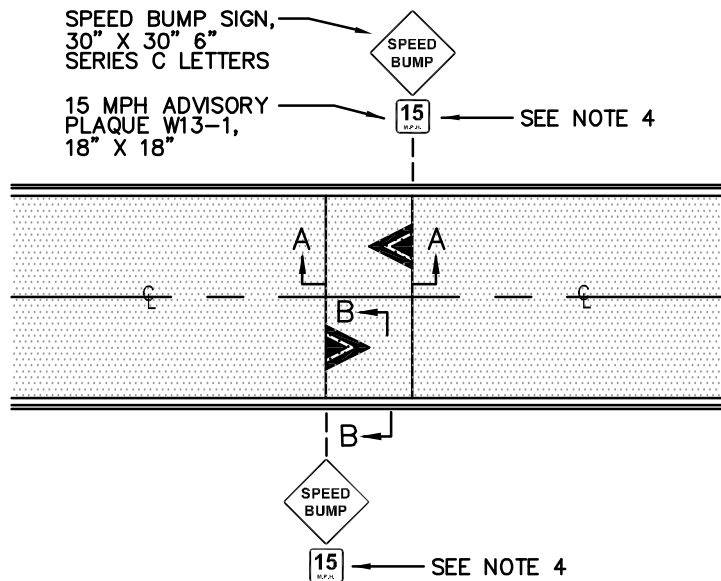 SPEED BUMP SIGN,
30" X 30" 6"
SERIES C LETTERS
SPEED
BUMP
15 MPH ADVISORY
PLAQUE W13-1,
18" X 18"
15
M.P.H.
SEE NOTE 4
A
A
℄
℄
B
B
SPEED
BUMP
15
M.P.H.
SEE NOTE 4